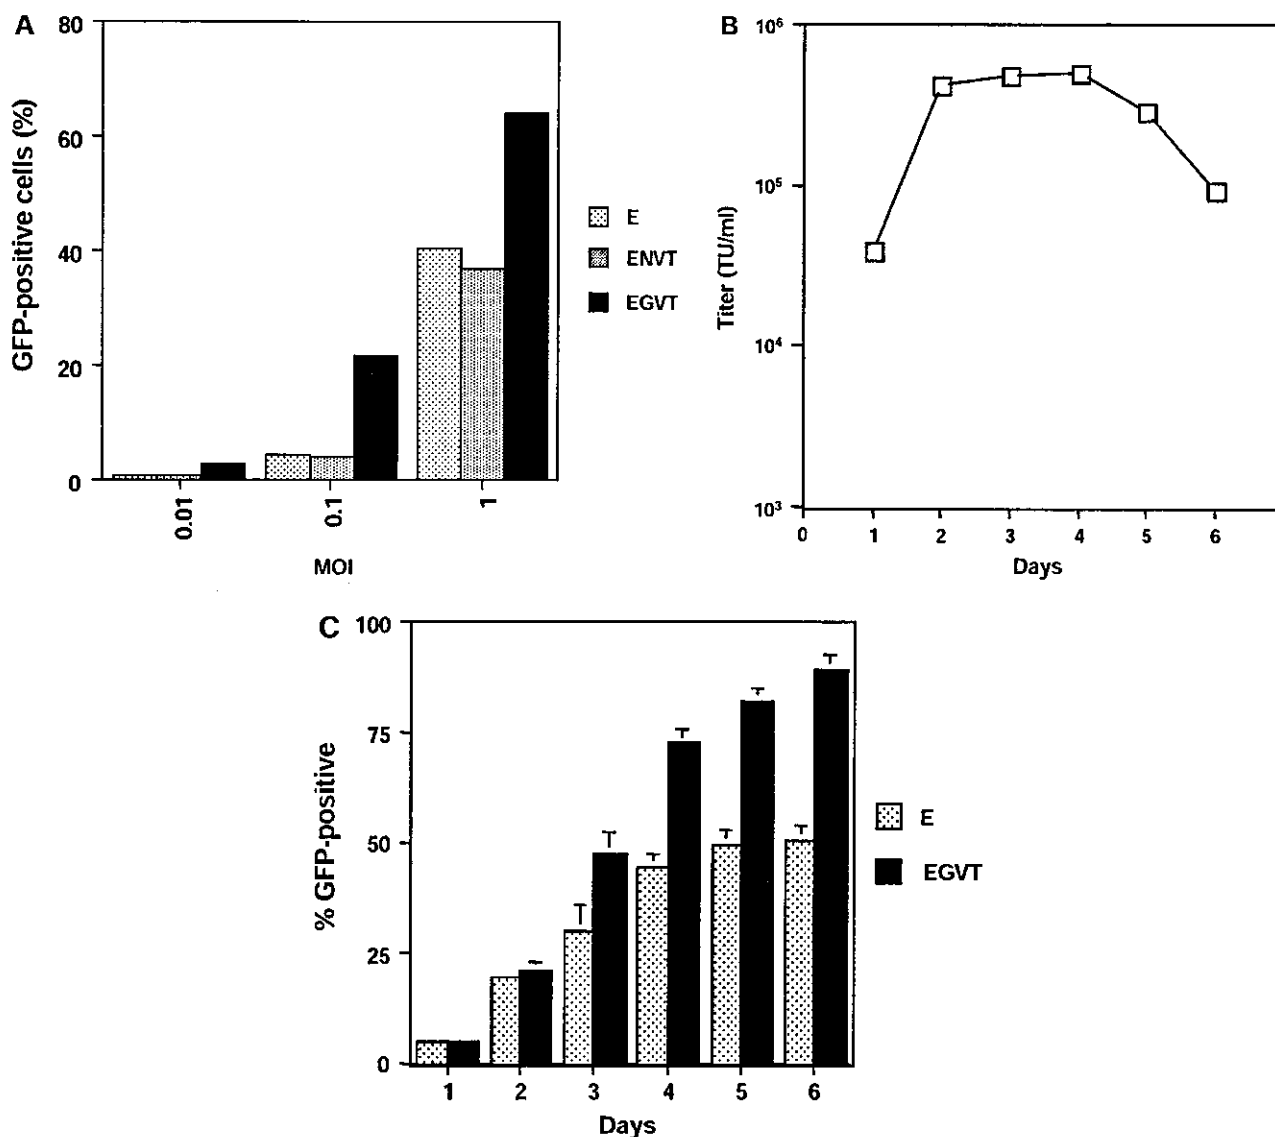 A
GFP-positive cells (%)
80
60
40
20
0
0.01
0.1
1
MOI
E
ENVT
EGVT
B
Titer (TU/ml)
10⁶
10⁵
10⁴
10³
0 1 2 3 4 5 6
Days
C
% GFP-positive
100
75
50
25
0
1 2 3 4 5 6
Days
E
EGVT